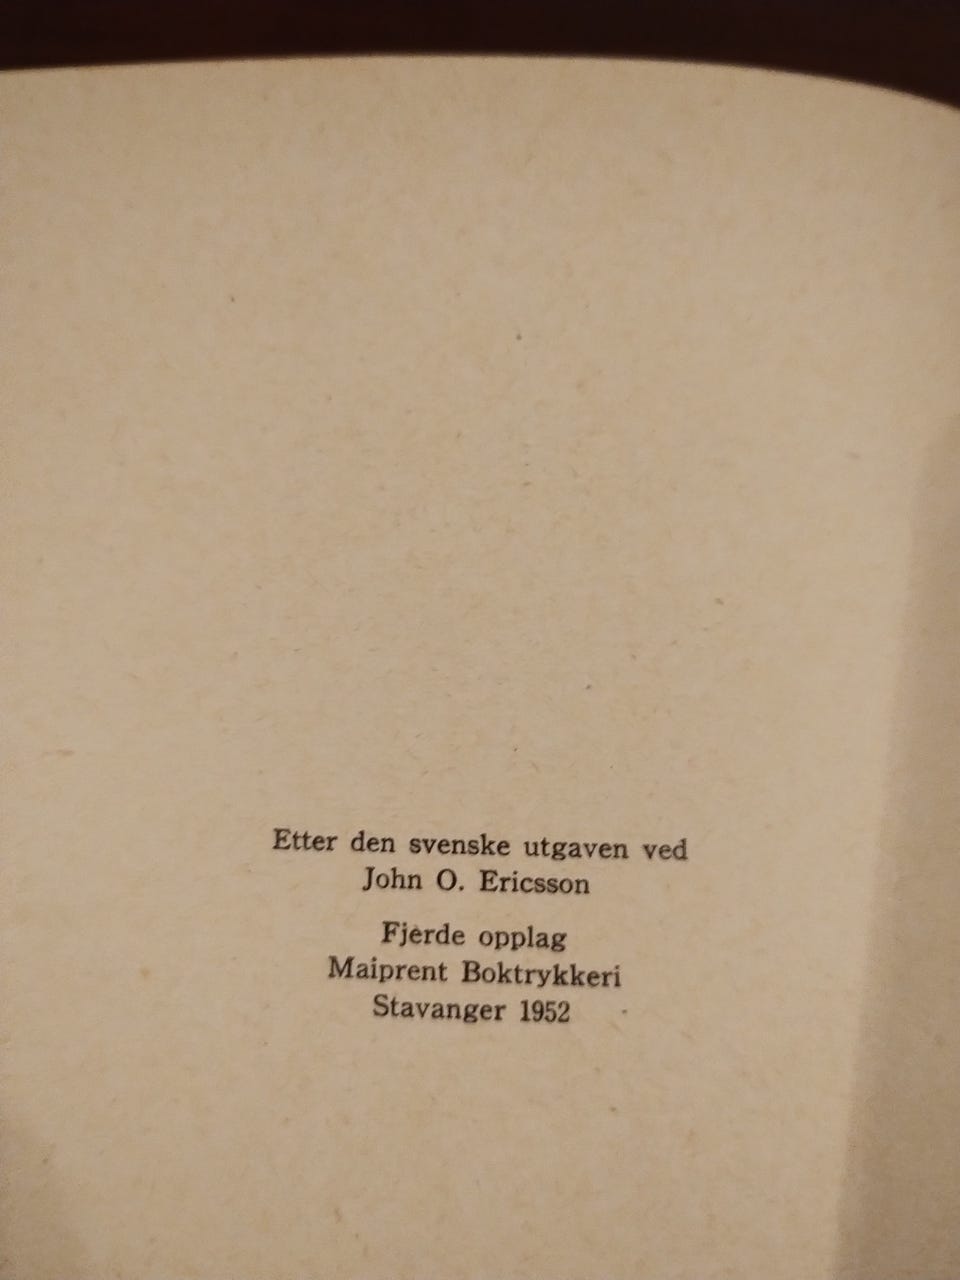 Etter den svenske utgaven ved
John O. Ericsson
Fjerde opplag
Maiprent Boktrykkeri
Stavanger 1952